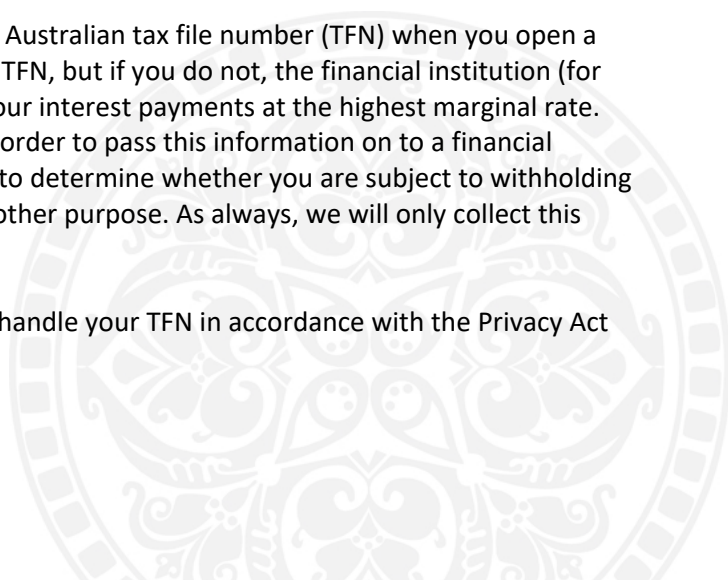 Australian tax file number (TFN) when you open a
TFN, but if you do not, the financial institution (for
our interest payments at the highest marginal rate.
order to pass this information on to a financial
to determine whether you are subject to withholding
other purpose. As always, we will only collect this
handle your TFN in accordance with the Privacy Act